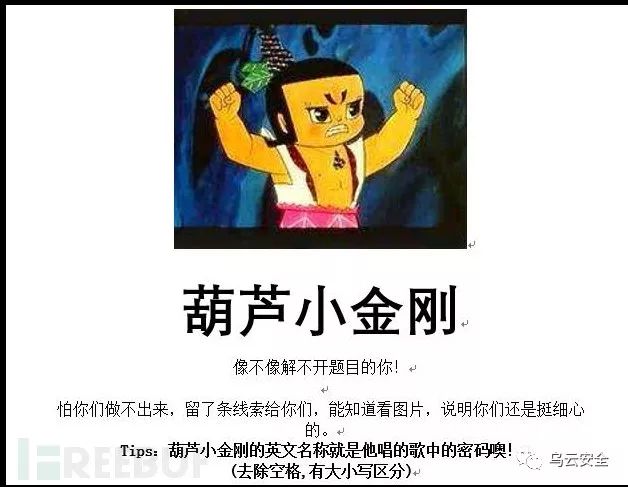 葫芦小金刚
像不像解不开题目的你!
怕你们做不出来，留了条线索给你们，能知道看图片，说明你们还是挺细心
的。
Tips：葫芦小金刚的英文名称就是他唱的歌中的密码噢!
(去除空格,有大小写区分)
FREEBUF
乌云安全